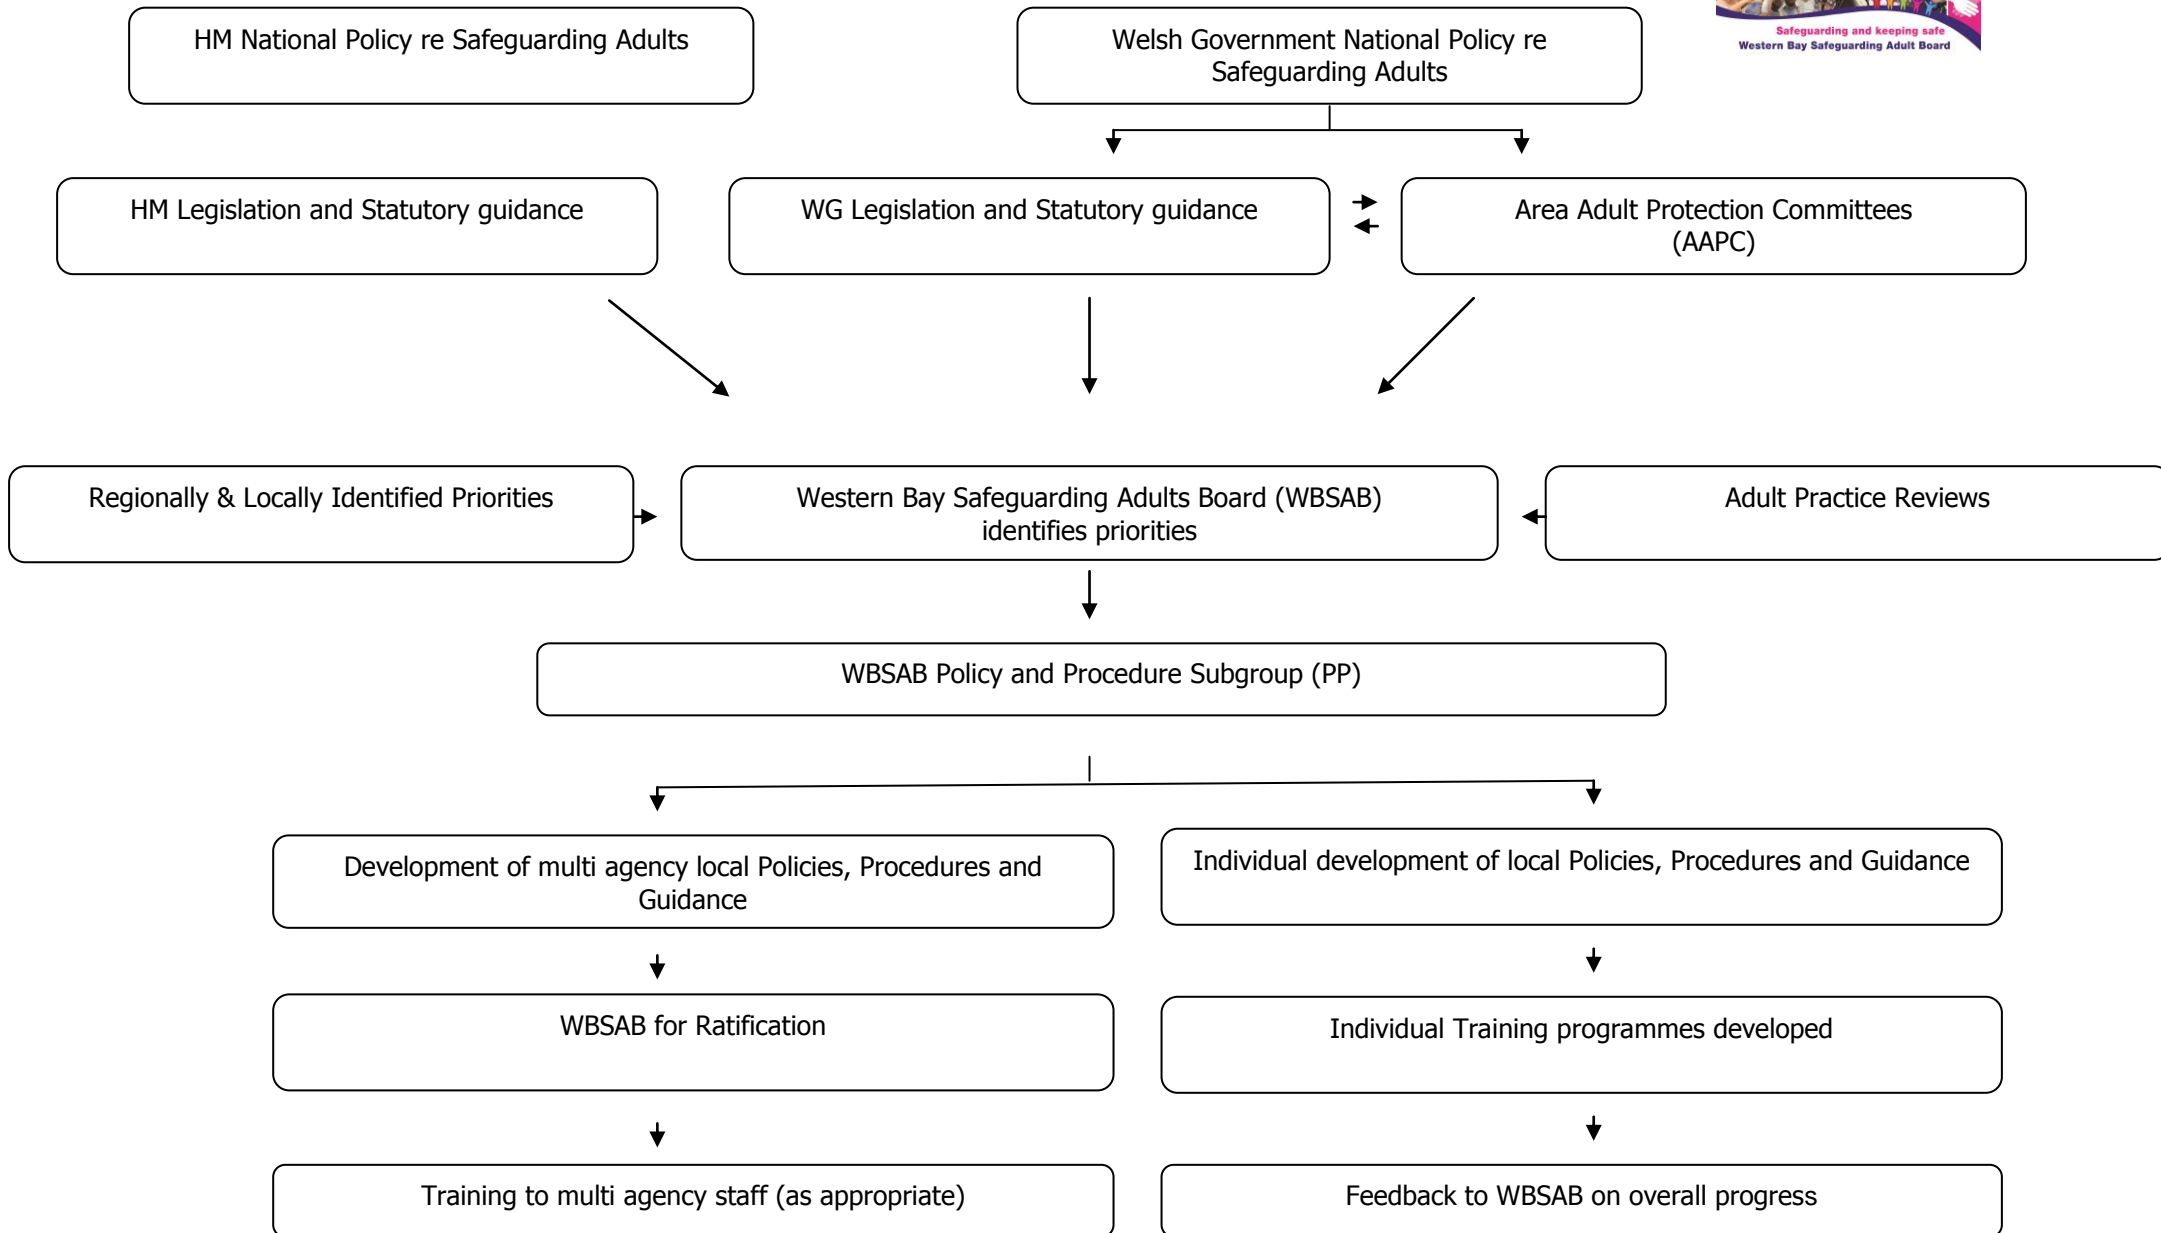 HM National Policy re Safeguarding Adults
Welsh Government National Policy re
Safeguarding Adults
Safeguarding and keeping safe
Western Bay Safeguarding Adult Board
HM Legislation and Statutory guidance
WG Legislation and Statutory guidance
Area Adult Protection Committees
(AAPC)
Regionally & Locally Identified Priorities
Western Bay Safeguarding Adults Board (WBSAB)
identifies priorities
Adult Practice Reviews
WBSAB Policy and Procedure Subgroup (PP)
Development of multi agency local Policies, Procedures and
Guidance
Individual development of local Policies, Procedures and Guidance
WBSAB for Ratification
Individual Training programmes developed
Training to multi agency staff (as appropriate)
Feedback to WBSAB on overall progress